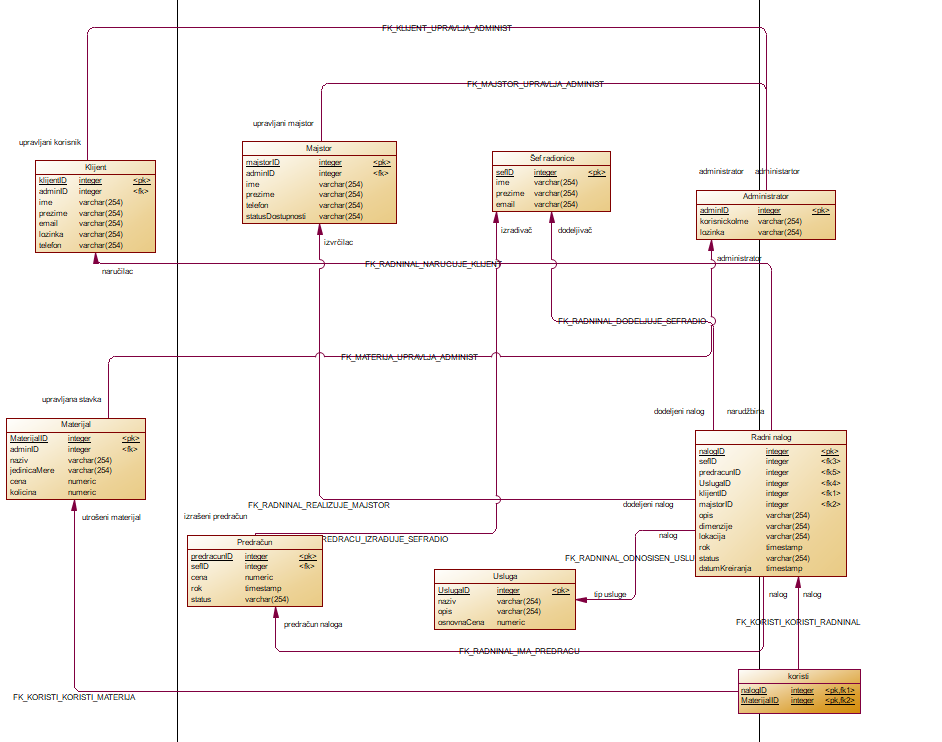 FK_KLIJENT_UPRAVLJA_ADMINIST
FK_MAJSTOR_UPRAVLJA_ADMINIST
upravljani majstor
upravljani korisnik
Klijent
klijentID integer <pk>
adminID integer <fk>
ime varchar(254)
prezime varchar(254)
email varchar(254)
lozinka varchar(254)
telefon varchar(254)
Majstor
majstorID integer <pk>
adminID integer <fk>
ime varchar(254)
prezime varchar(254)
telefon varchar(254)
statusDostupnosti varchar(254)
Šef radionice
sefID integer <pk>
ime varchar(254)
prezime varchar(254)
email varchar(254)
administrator administartor
Administrator
adminID integer <pk>
korisnickoIme varchar(254)
lozinka varchar(254)
izrađivač dodeljivač
izvrčilac
administrator
FK_RADNINAL_NARUCUJE_KLIJENT
naručilac
FK_RADNINAL_DODELJUJE_SEFRADIO
FK_MATERIJA_UPRAVLJA_ADMINIST
upravljana stavka
dodeljeni nalog narudžbina
Materijal
MaterijalID integer <pk>
adminID integer <fk>
naziv varchar(254)
jedinicaMere varchar(254)
cena numeric
kolicina numeric
Radni nalog
nalogID integer <pk>
sefID integer <fk3>
predracunID integer <fk5>
UslugaID integer <fk4>
klijentID integer <fk1>
majstorID integer <fk2>
opis varchar(254)
dimenzije varchar(254)
lokacija varchar(254)
rok timestamp
status varchar(254)
datumKreiranja timestamp
FK_RADNINAL_REALIZUJE_MAJSTOR
dodeljeni nalog
utrošeni materijal
izrašeni predračun
nalog
REDRACU_IZRADUJE_SEFRADIO
Predračun
predracunID integer <pk>
sefID integer <fk>
cena numeric
rok timestamp
status varchar(254)
FK_RADNINAL_ODNOSISEN_USLU
Usluga
UslugaID integer <pk>
naziv varchar(254)
opis varchar(254)
osnovnaCena numeric
tip usluge
nalog nalog
predračun naloga
FK_KORISTI_KORISTI_RADNINAL
FK_RADNINAL_IMA_PREDRACU
koristi
nalogID integer <pk,fk1>
MaterijalID integer <pk,fk2>
FK_KORISTI_KORISTI_MATERIJA